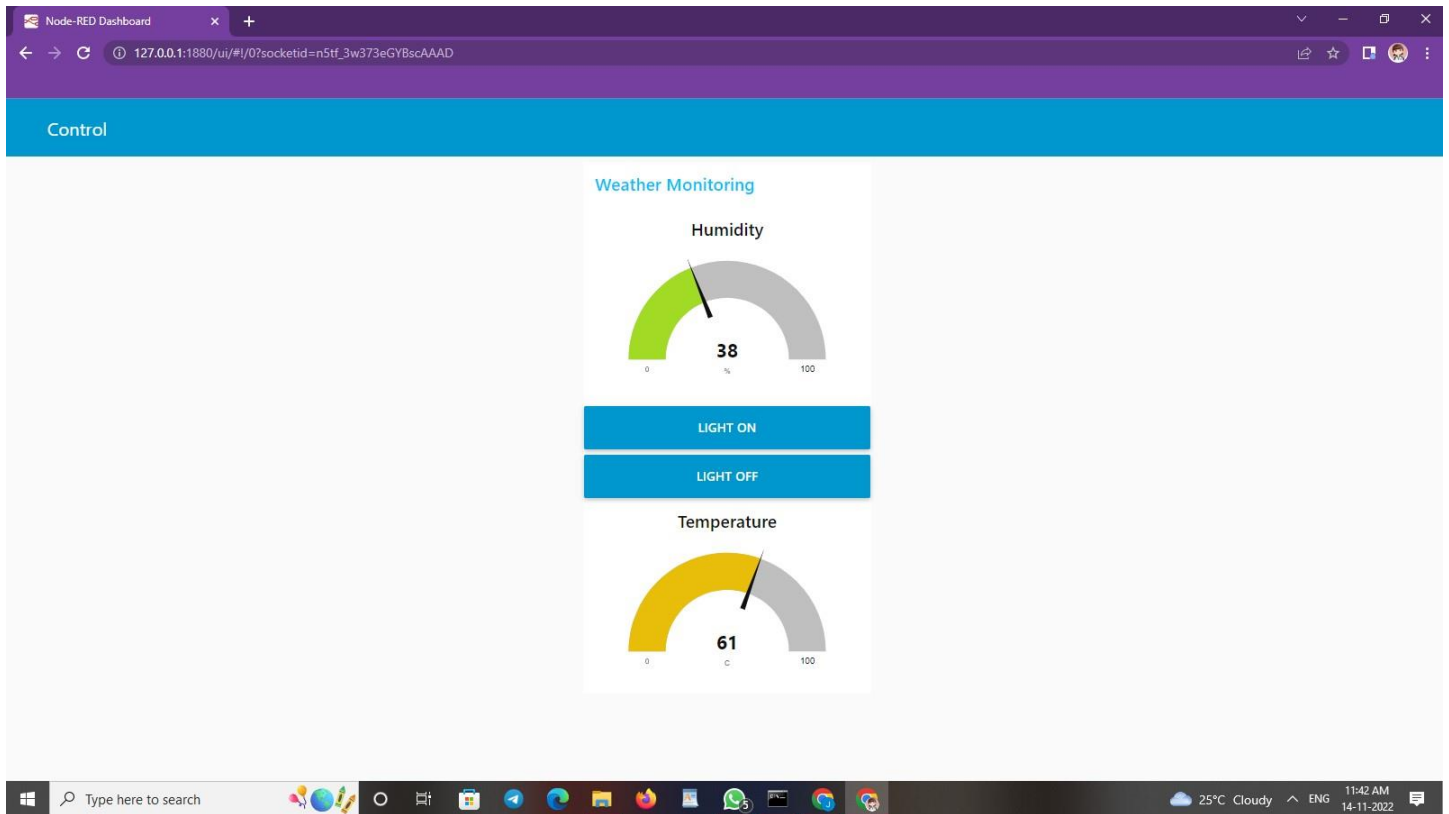 Node-RED Dashboard
127.0.0.1:1880/ui/#!/0?socketid=n5tf_3w373eGYBscAAAD
Control
Weather Monitoring
Humidity
38
0 % 100
LIGHT ON
LIGHT OFF
Temperature
61
0 C 100
Type here to search
5
25°C Cloudy ENG 11:42 AM
14-11-2022